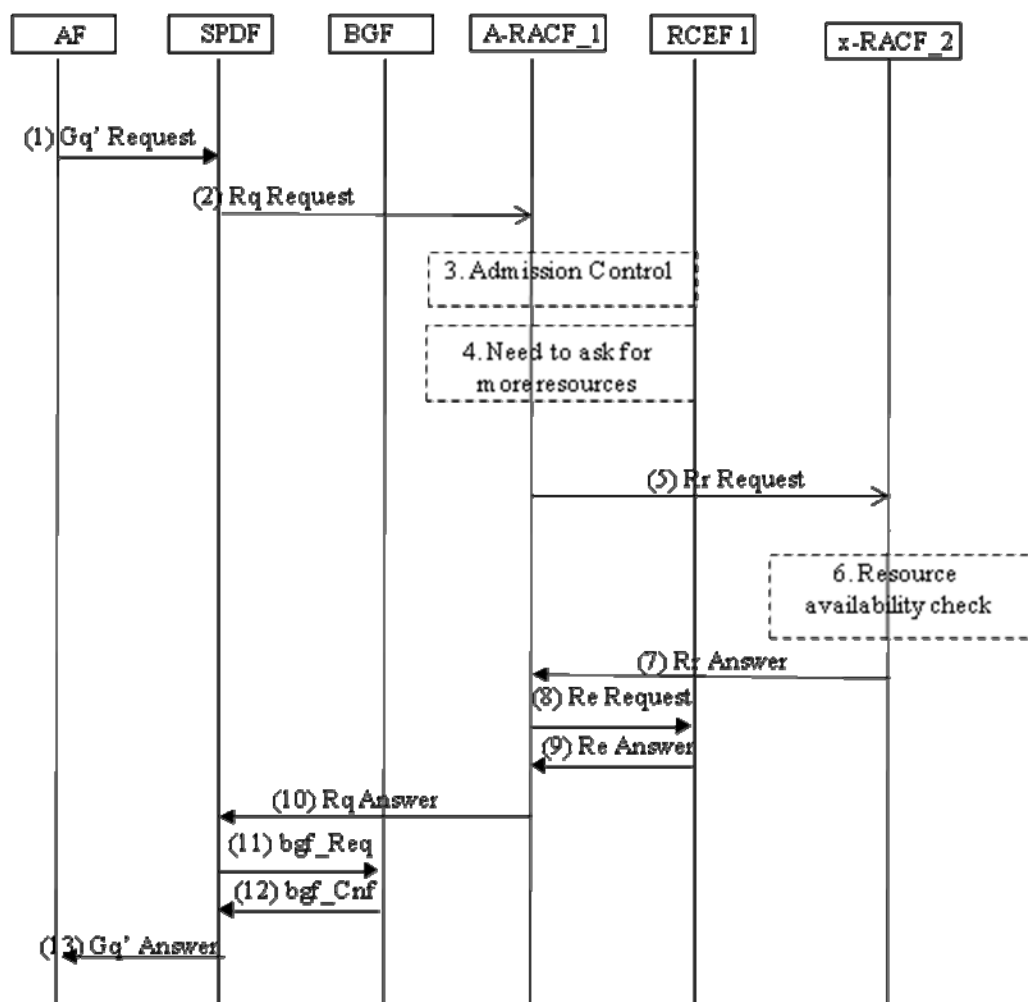 AF
SPDF
BGF
A-RACF_1
RCEF 1
x-RACF_2
(1) Gq’ Request
(2) Rq Request
3. Admission Control
4. Need to ask for
more resources
(5) Rr Request
6. Resource
availability check
(7) Rr Answer
(8) Re Request
(9) Re Answer
(10) Rq Answer
(11) bgf_Req
(12) bgf_Cnf
(13) Gq’ Answer